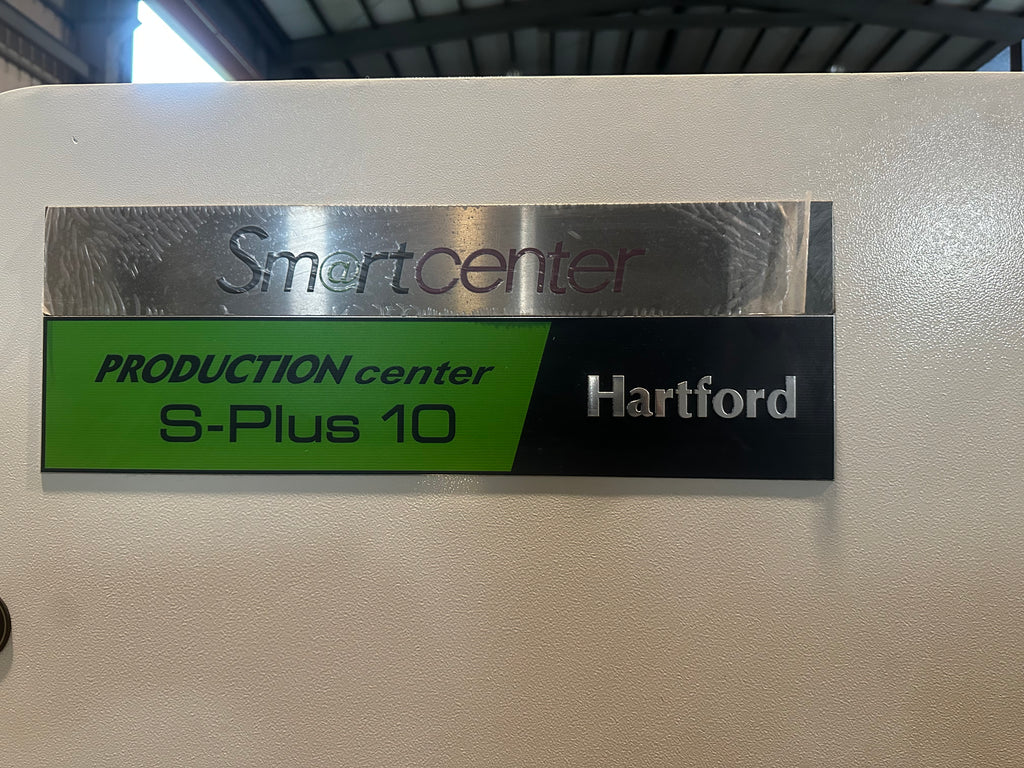 Sm@rtcenter
PRODUCTION center
S-Plus 10
Hartford